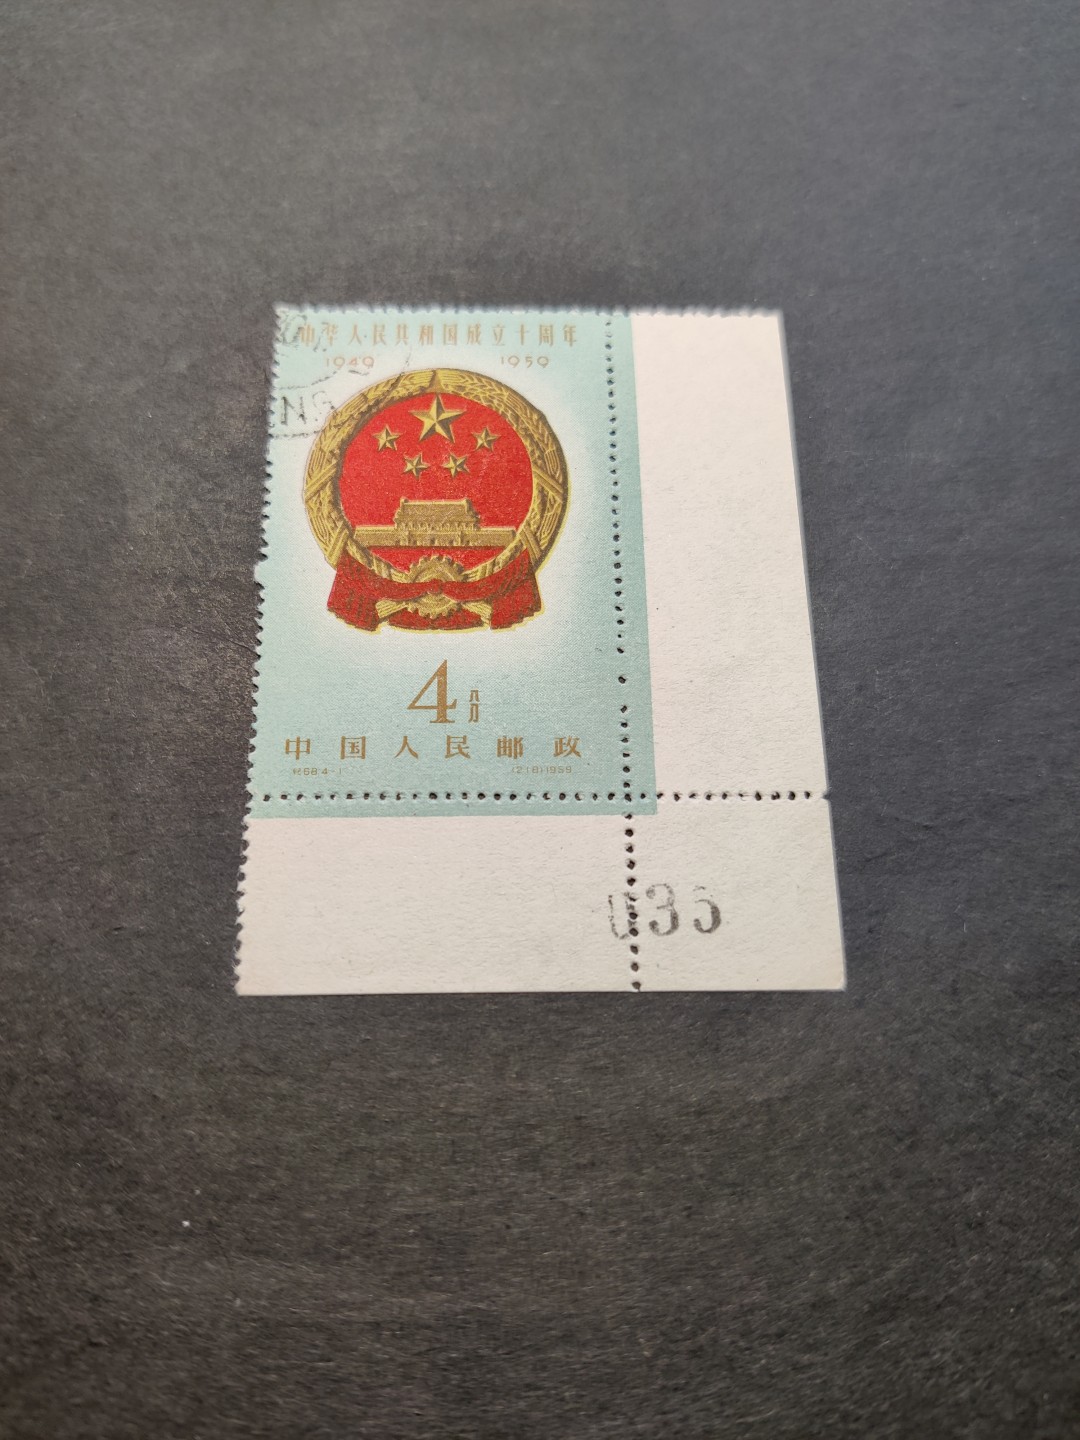 中华人民共和国成立十周年
1949 1959
4分
中国人民邮政
纪68.4-1 (218)1959